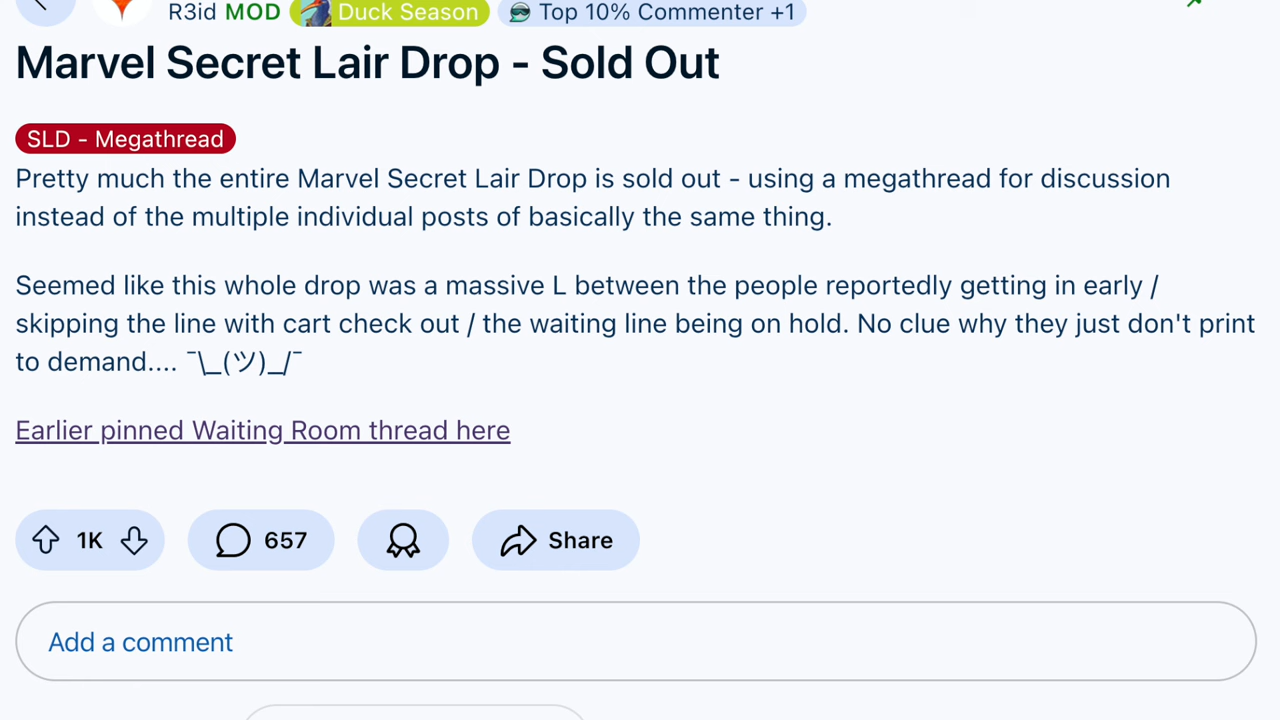 R3id MOD Duck Season Top 10% Commenter +1
Marvel Secret Lair Drop - Sold Out
SLD - Megathread
Pretty much the entire Marvel Secret Lair Drop is sold out - using a megathread for discussion
instead of the multiple individual posts of basically the same thing.
Seemed like this whole drop was a massive L between the people reportedly getting in early /
skipping the line with cart check out / the waiting line being on hold. No clue why they just don't print
to demand.... ¯\_(ツ)_/¯
Earlier pinned Waiting Room thread here
1K 657 Share
Add a comment